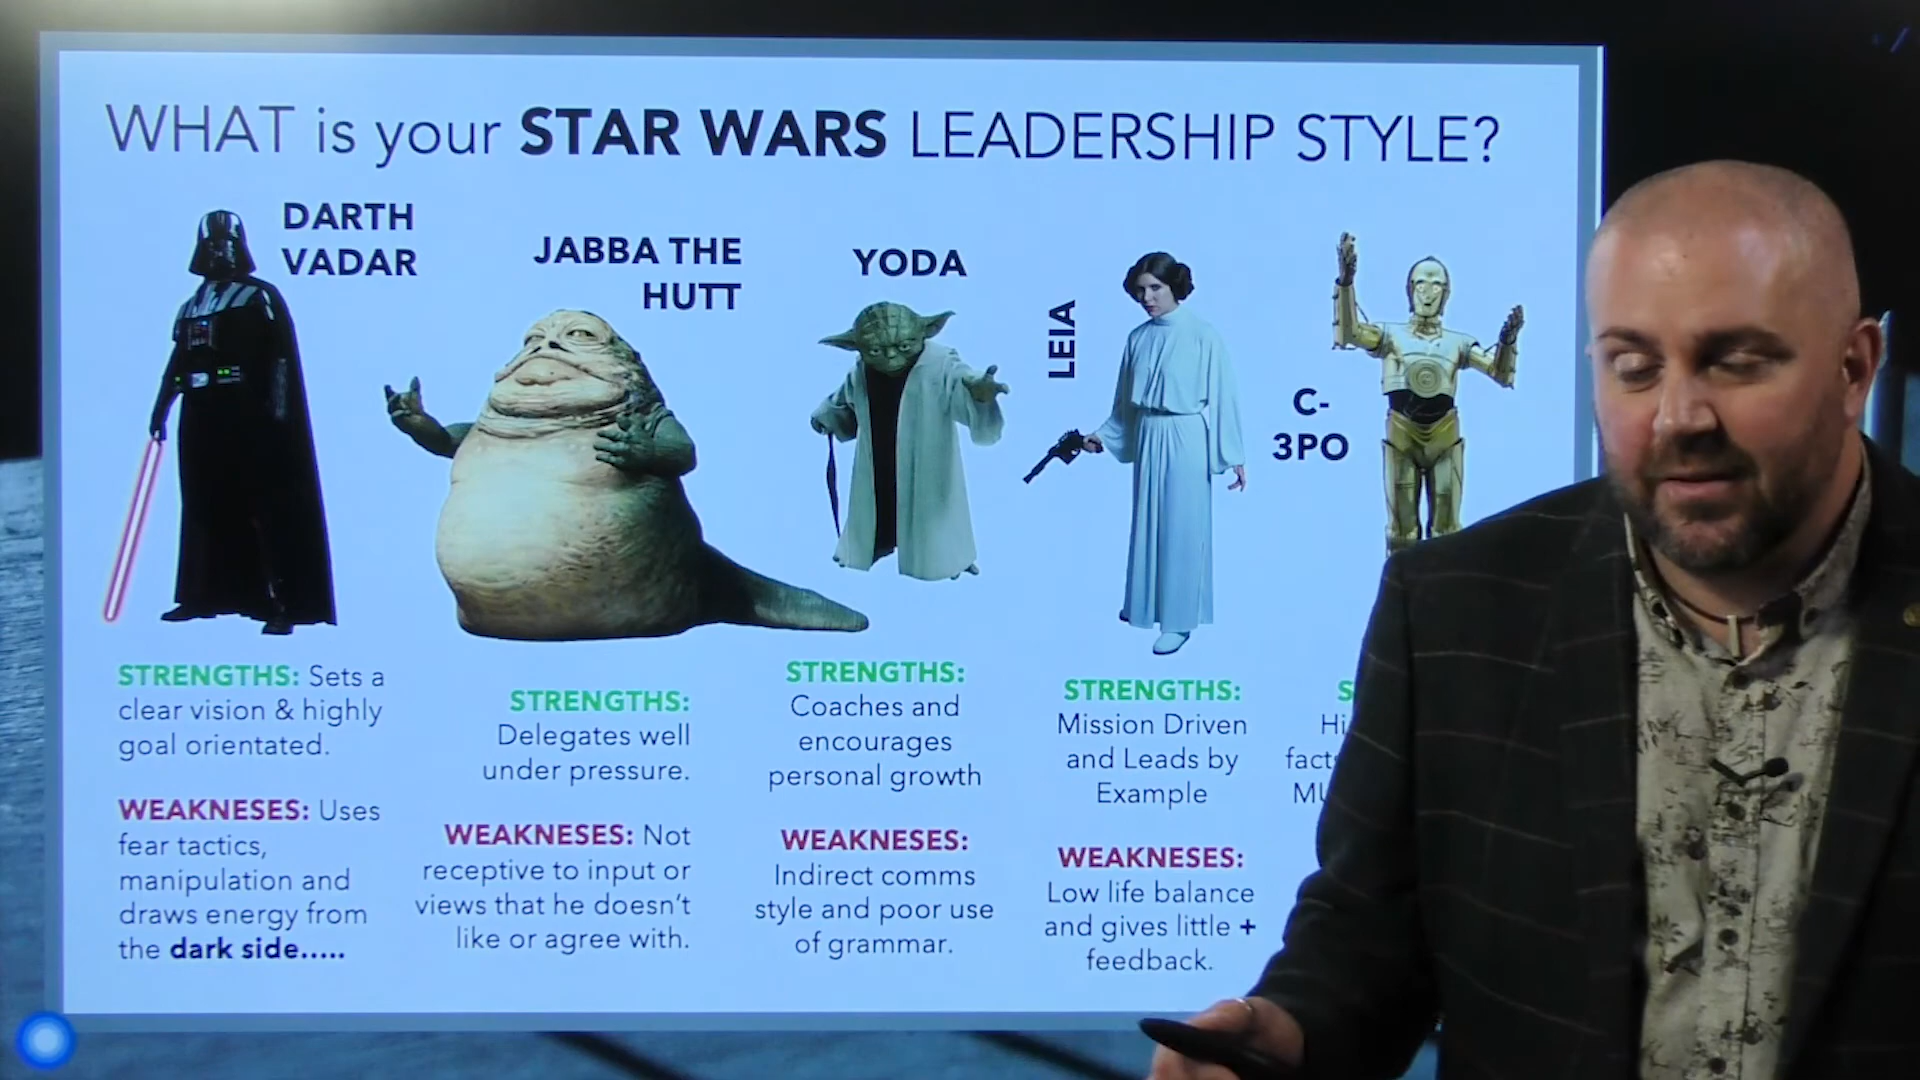 WHAT is your STAR WARS LEADERSHIP STYLE?
DARTH
VADAR
STRENGTHS: Sets a
clear vision & highly
goal orientated.
WEAKNESES: Uses
fear tactics,
manipulation and
draws energy from
the dark side.....
JABBA THE
HUTT
STRENGTHS:
Delegates well
under pressure.
WEAKNESES: Not
receptive to input or
views that he doesn't
like or agree with.
YODA
STRENGTHS:
Coaches and
encourages
personal growth
WEAKNESES:
Indirect comms
style and poor use
of grammar.
LEIA
STRENGTHS:
Mission Driven
and Leads by
Example
WEAKNESES:
Low life balance
and gives little +
feedback.
C-
3PO